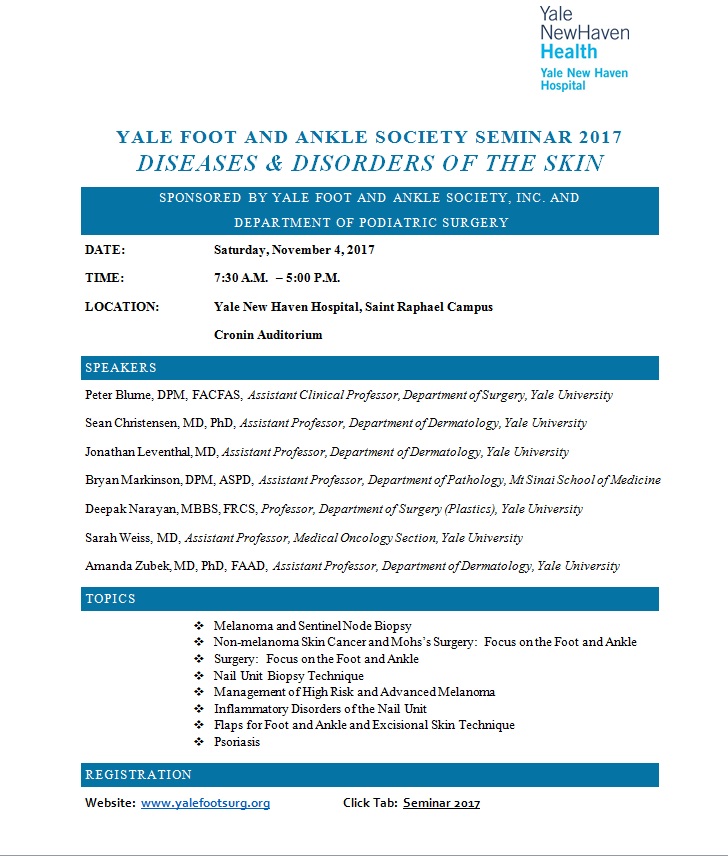 Yale
NewHaven
Health
Yale New Haven
Hospital
YALE FOOT AND ANKLE SOCIETY SEMINAR 2017
DISEASES & DISORDERS OF THE SKIN
SPONSORED BY YALE FOOT AND ANKLE SOCIETY, INC. AND
DEPARTMENT OF PODIATRIC SURGERY
DATE: Saturday, November 4, 2017
TIME: 7:30 A.M. – 5:00 P.M.
LOCATION: Yale New Haven Hospital, Saint Raphael Campus
Cronin Auditorium
SPEAKERS
Peter Blume, DPM, FACFAS, Assistant Clinical Professor, Department of Surgery, Yale University
Sean Christensen, MD, PhD, Assistant Professor, Department of Dermatology, Yale University
Jonathan Leventhal, MD, Assistant Professor, Department of Dermatology, Yale University
Bryan Markinson, DPM, ASPD, Assistant Professor, Department of Pathology, Mt Sinai School of Medicine
Deepak Narayan, MBBS, FRCS, Professor, Department of Surgery (Plastics), Yale University
Sarah Weiss, MD, Assistant Professor, Medical Oncology Section, Yale University
Amanda Zubek, MD, PhD, FAAD, Assistant Professor, Department of Dermatology, Yale University
TOPICS
❖ Melanoma and Sentinel Node Biopsy
❖ Non-melanoma Skin Cancer and Mohs's Surgery: Focus on the Foot and Ankle
❖ Surgery: Focus on the Foot and Ankle
❖ Nail Unit Biopsy Technique
❖ Management of High Risk and Advanced Melanoma
❖ Inflammatory Disorders of the Nail Unit
❖ Flaps for Foot and Ankle and Excisional Skin Technique
❖ Psoriasis
REGISTRATION
Website: www.yalefootsurg.org Click Tab: Seminar 2017